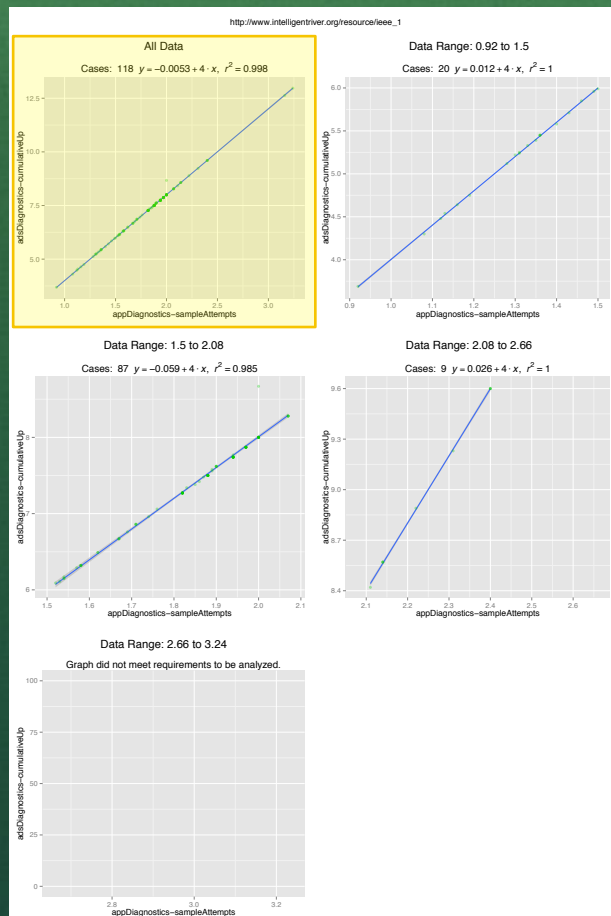 http://www.intelligentriver.org/resource/ieee_1
All Data
Cases: 118 y = −0.0053 + 4 · x, r² = 0.998
adsDiagnostics−cumulativeUp
12.5
10.0
7.5
5.0
1.0 1.5 2.0 2.5 3.0
appDiagnostics−sampleAttempts
Data Range: 0.92 to 1.5
Cases: 20 y = 0.012 + 4 · x, r² = 1
adsDiagnostics−cumulativeUp
6.0
5.5
5.0
4.5
4.0
0.9 1.0 1.1 1.2 1.3 1.4 1.5
appDiagnostics−sampleAttempts
Data Range: 1.5 to 2.08
Cases: 87 y = −0.059 + 4 · x, r² = 0.985
adsDiagnostics−cumulativeUp
8
7
6
1.5 1.6 1.7 1.8 1.9 2.0 2.1
appDiagnostics−sampleAttempts
Data Range: 2.08 to 2.66
Cases: 9 y = 0.026 + 4 · x, r² = 1
adsDiagnostics−cumulativeUp
9.6
9.3
9.0
8.7
8.4
2.1 2.2 2.3 2.4 2.5 2.6
appDiagnostics−sampleAttempts
Data Range: 2.66 to 3.24
Graph did not meet requirements to be analyzed.
adsDiagnostics−cumulativeUp
100
75
50
25
0
2.8 3.0 3.2
appDiagnostics−sampleAttempts